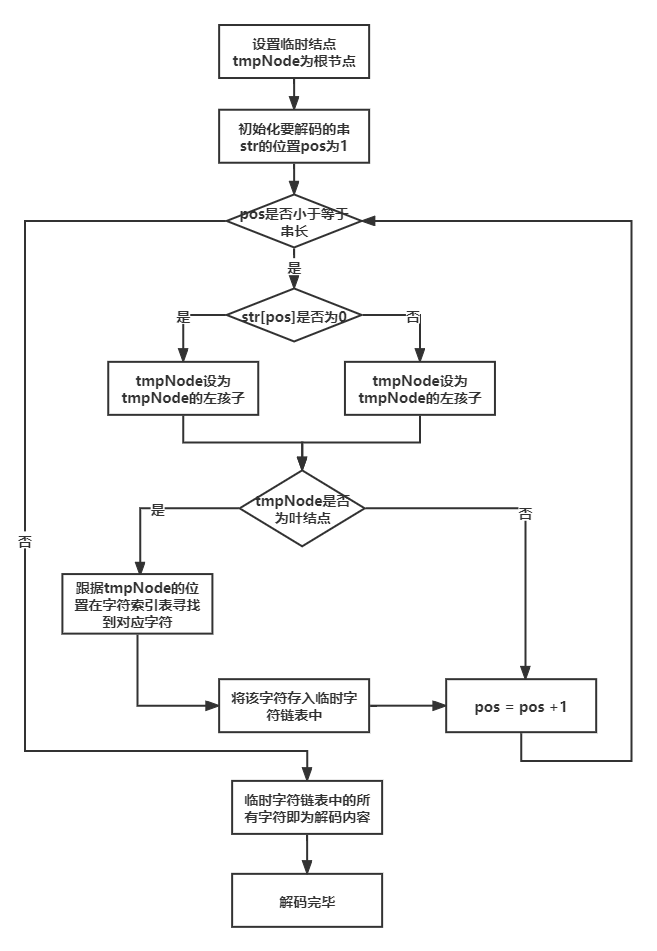 设置临时结点
tmpNode为根节点
初始化要解码的串
str的位置pos为1
pos是否小于等于
串长
是
str[pos]是否为0
是
否
tmpNode设为
tmpNode的左孩子
tmpNode设为
tmpNode的左孩子
tmpNode是否
为叶结点
是
否
否
跟据tmpNode的位
置在字符索引表寻找
到对应字符
将该字符存入临时字
符链表中
pos = pos +1
临时字符链表中的所
有字符即为解码内容
解码完毕